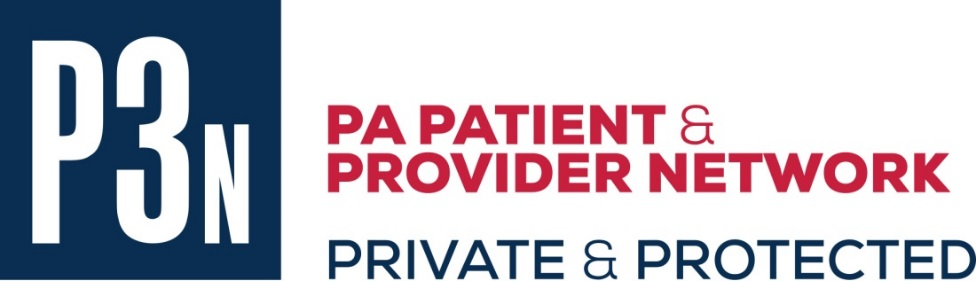 P3N
PA PATIENT &
PROVIDER NETWORK
PRIVATE & PROTECTED